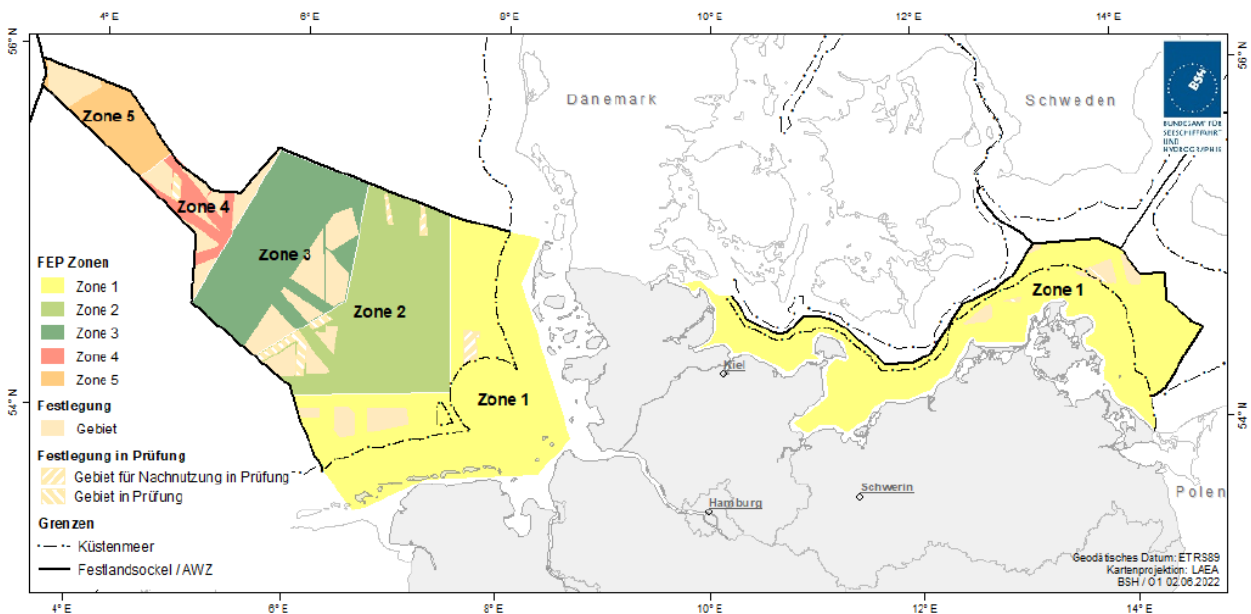 4° E 6° E 8° E 10° E 12° E 14° E
56° N
56° N
Dänemark
Schweden
BSH
BUNDESAMT FÜR
SEESCHIFFFAHRT
UND
HYDROGRAPHIE
Zone 5
Zone 4
Zone 3
Zone 2
Zone 1
Zone 1
FEP Zonen
Zone 1
Zone 2
Zone 3
Zone 4
Zone 5
Festlegung
Gebiet
Festlegung in Prüfung
Gebiet für Nachnutzung in Prüfung
Gebiet in Prüfung
Grenzen
Küstenmeer
Festlandsockel / AWZ
54° N
54° N
Kiel
Schwerin
Hamburg
Polen
Geodätisches Datum: ETRS89
Kartenprojektion: LAEA
BSH / O1 02.06.2022
4° E 6° E 8° E 10° E 12° E 14° E